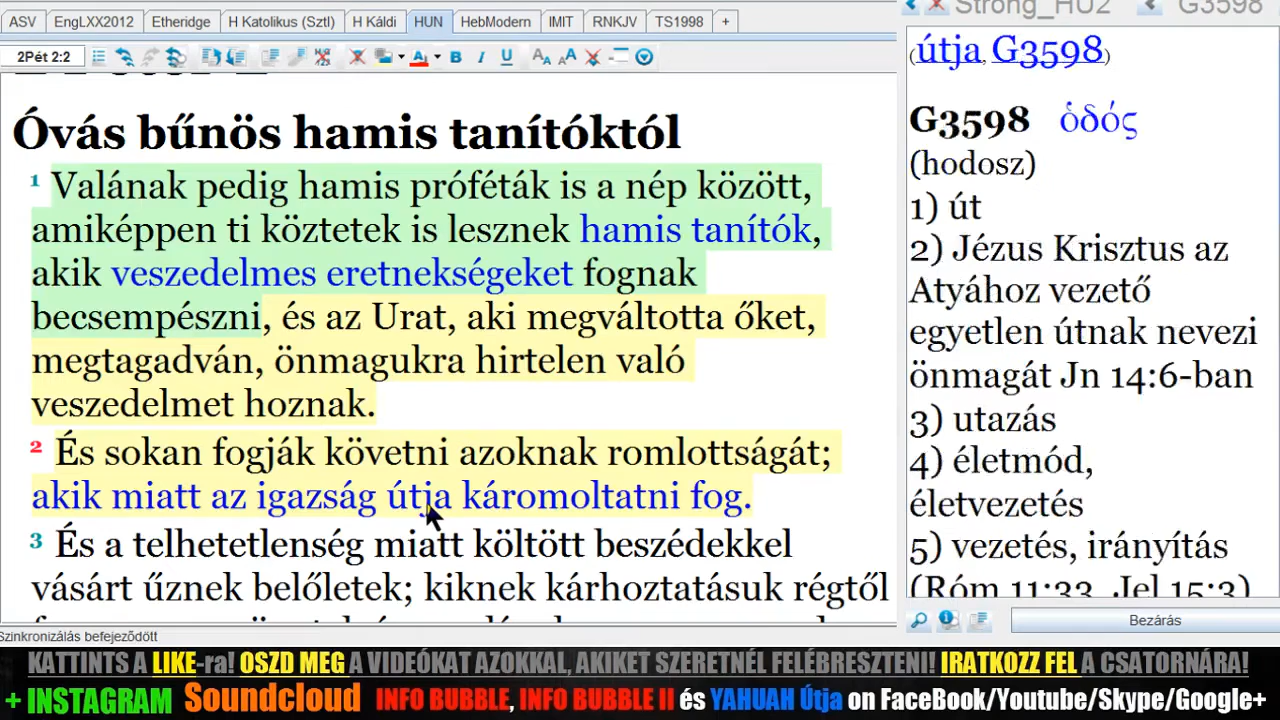 ASV EngLXX2012 Etheridge H Katolikus (Sztl) H Káldi HUN HebModern IMIT RNKJV TS1998 +
Strong_HU2 G3598
2Pét 2:2
Óvás bűnös hamis tanítóktól
1 Valának pedig hamis próféták is a nép között,
amiképpen ti köztetek is lesznek hamis tanítók,
akik veszedelmes eretnekségeket fognak
becsempészni, és az Urat, aki megváltotta őket,
megtagadván, önmagukra hirtelen való
veszedelmet hoznak.
2 És sokan fogják követni azoknak romlottságát;
akik miatt az igazság útja káromoltatni fog.
3 És a telhetetlenség miatt költött beszédekkel
vásárt űznek belőletek; kiknek kárhoztatásuk régtől
(útja, G3598)
G3598 ὁδός
(hodosz)
1) út
2) Jézus Krisztus az
Atyához vezető
egyetlen útnak nevezi
önmagát Jn 14:6-ban
3) utazás
4) életmód,
életvezetés
5) vezetés, irányítás
(Róm 11:33, Jel 15:3)
Bezárás
Szinkronizálás befejeződött
KATTINTS A LIKE-ra! OSZD MEG A VIDEÓKAT AZOKKAL, AKIKET SZERETNÉL FELÉBRESZTENI! IRATKOZZ FEL A CSATORNÁRA!
+ INSTAGRAM Soundcloud INFO BUBBLE, INFO BUBBLE II és YAHUAH Útja on FaceBook/Youtube/Skype/Google+